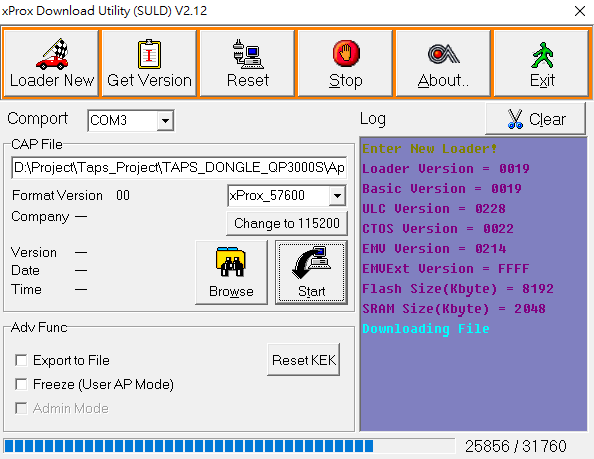 xProx Download Utility (SULD) V2.12
Loader New
Get Version
Reset
Stop
About..
Exit
Comport
COM3
Log
Clear
CAP File
D:\Project\Taps_Project\TAPS_DONGLE_QP3000S\Ap
Format Version 00
xProx_57600
Company —
Change to 115200
Version —
Date —
Time —
Browse
Start
Adv Func
Export to File
Reset KEK
Freeze (User AP Mode)
Admin Mode
Enter New Loader!
Loader Version = 0019
Basic Version = 0019
ULC Version = 0228
CTOS Version = 0022
EMV Version = 0214
EMVExt Version = FFFF
Flash Size(Kbyte) = 8192
SRAM Size(Kbyte) = 2048
Downloading File
25856 / 31760